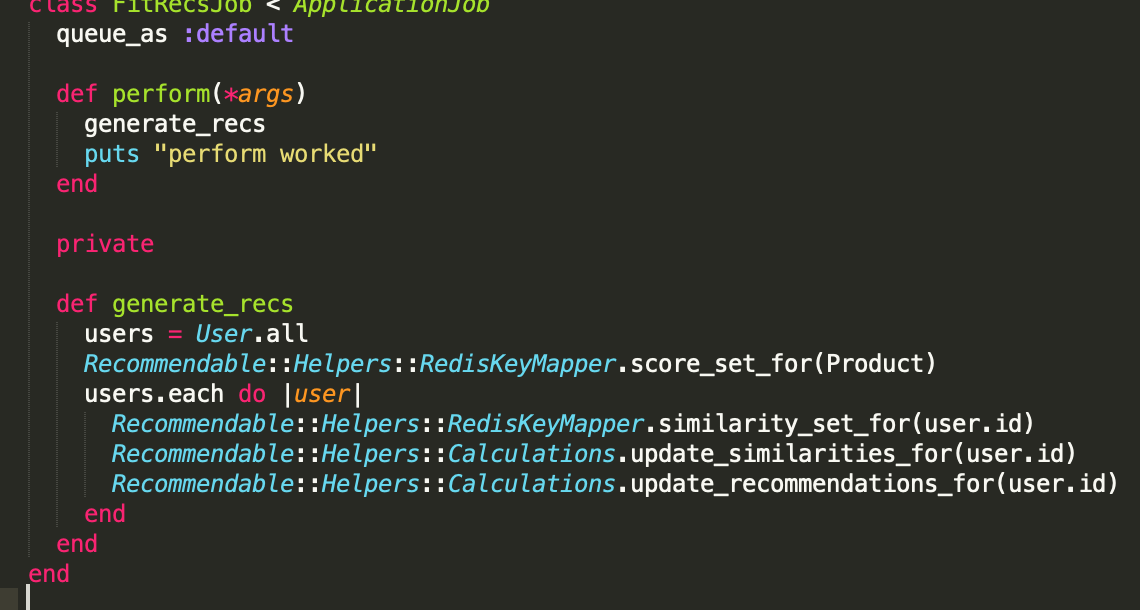 class FitRecsJob < ApplicationJob
  queue_as :default

  def perform(*args)
    generate_recs
    puts "perform worked"
  end

  private

  def generate_recs
    users = User.all
    Recommendable::Helpers::RedisKeyMapper.score_set_for(Product)
    users.each do |user|
      Recommendable::Helpers::RedisKeyMapper.similarity_set_for(user.id)
      Recommendable::Helpers::Calculations.update_similarities_for(user.id)
      Recommendable::Helpers::Calculations.update_recommendations_for(user.id)
    end
  end
end